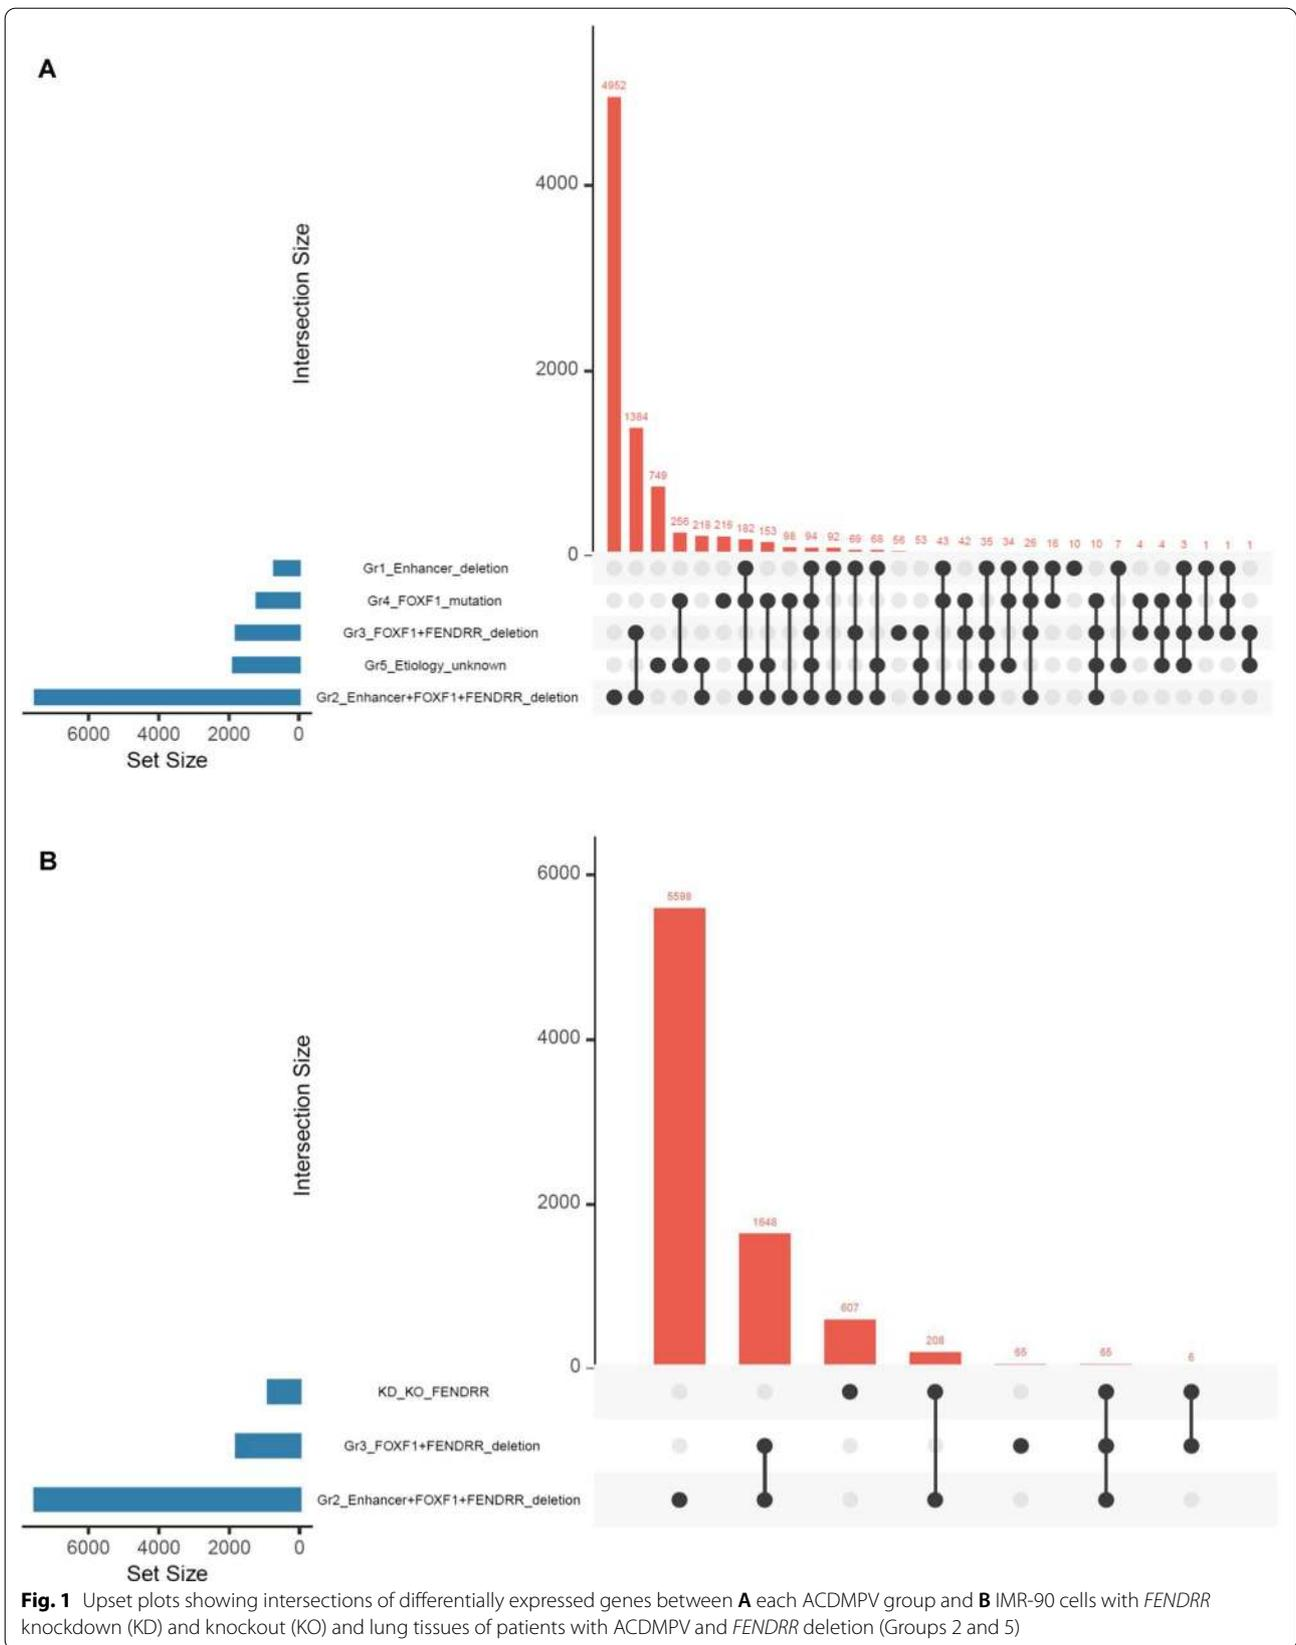 A
4952
4000
2000
0
Intersection Size
1384
749
256 218 216 182 153 98 94 92 69 68 56 53 43 42 35 34 26 16 10 10 7 4 4 3 1 1 1
Gr1_Enhancer_deletion
Gr4_FOXF1_mutation
Gr3_FOXF1+FENDRR_deletion
Gr5_Etiology_unknown
Gr2_Enhancer+FOXF1+FENDRR_deletion
6000 4000 2000 0
Set Size
B
6000
5598
4000
Intersection Size
2000
1648
607
208
65 65 6
0
KD_KO_FENDRR
Gr3_FOXF1+FENDRR_deletion
Gr2_Enhancer+FOXF1+FENDRR_deletion
6000 4000 2000 0
Set Size
Fig. 1 Upset plots showing intersections of differentially expressed genes between A each ACDMPV group and B IMR-90 cells with FENDRR
knockdown (KD) and knockout (KO) and lung tissues of patients with ACDMPV and FENDRR deletion (Groups 2 and 5)